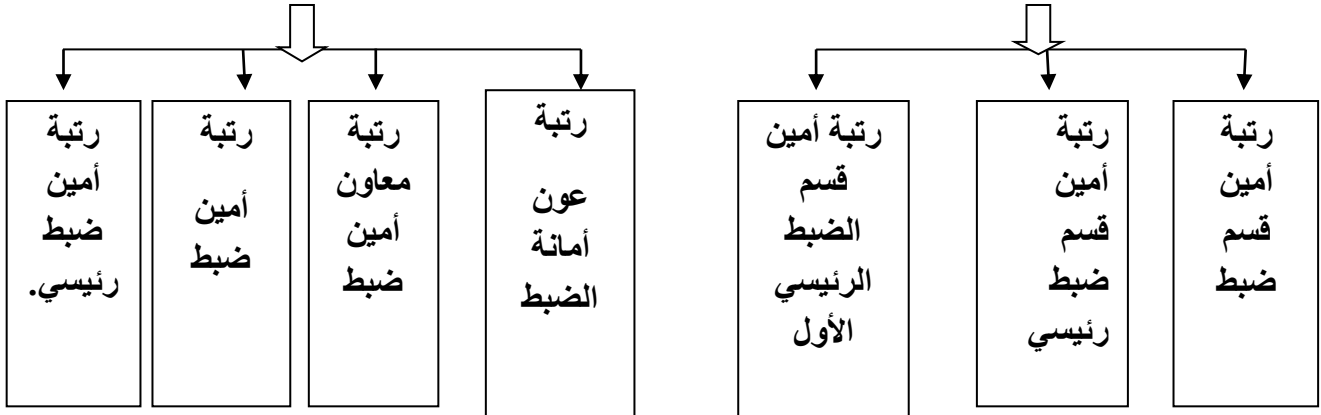 رتبة
أمين
قسم
ضبط
رتبة
أمين
قسم
ضبط
رئيسي
رتبة أمين
قسم
الضبط
الرئيسي
الأول
رتبة
عون
أمانة
الضبط
رتبة
معاون
أمين
ضبط
رتبة
أمين
ضبط
رتبة
أمين
ضبط
رئيسي.